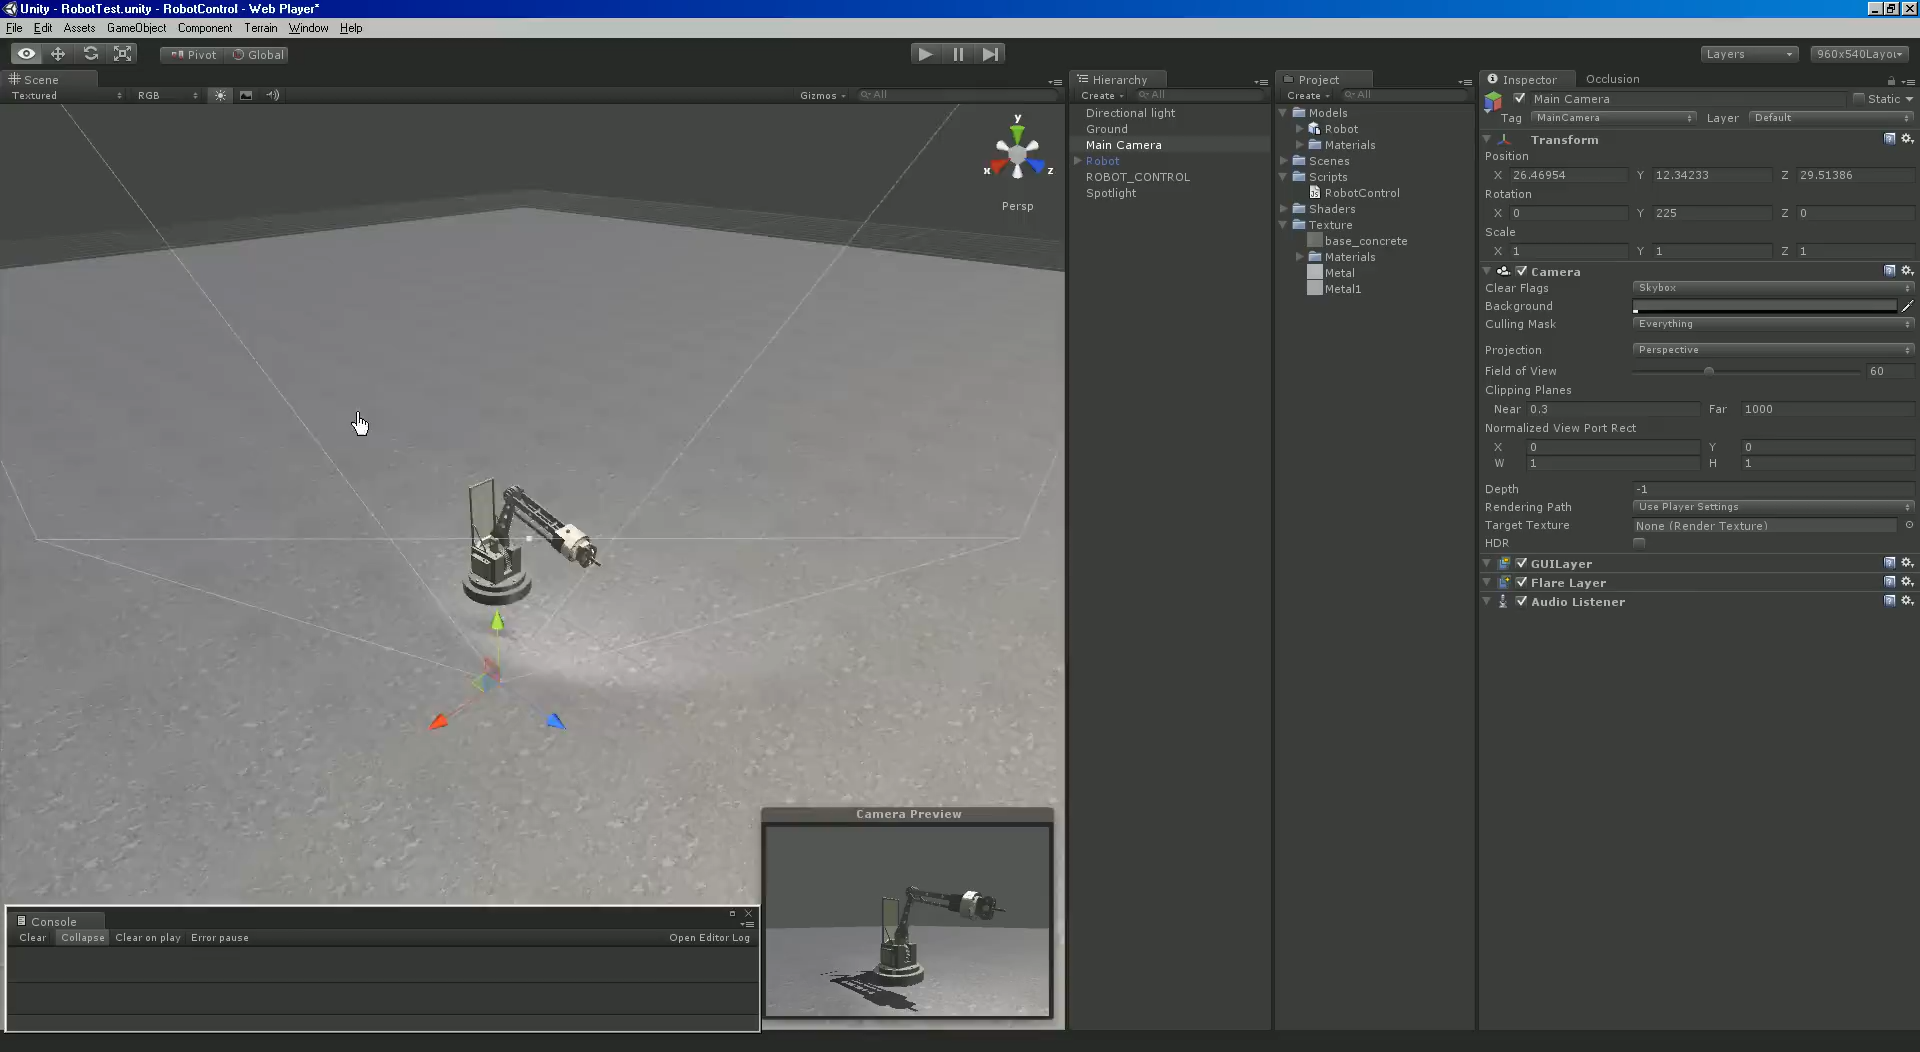 Unity - RobotTest.unity - RobotControl - Web Player*
File Edit Assets GameObject Component Terrain Window Help
Pivot Global
Layers 960x540Layou
Scene
Textured RGB Gizmos All
y
x z
Persp
Hierarchy
Create All
Directional light
Ground
Main Camera
Robot
ROBOT_CONTROL
Spotlight
Project
Create All
Models
Robot
Materials
Scenes
Scripts
RobotControl
Shaders
Texture
base_concrete
Materials
Metal
Metal1
Inspector Occlusion
Main Camera Static
Tag MainCamera Layer Default
Transform
Position
X 26.46954 Y 12.34233 Z 29.51386
Rotation
X 0 Y 225 Z 0
Scale
X 1 Y 1 Z 1
Camera
Clear Flags Skybox
Background
Culling Mask Everything
Projection Perspective
Field of View 60
Clipping Planes
Near 0.3 Far 1000
Normalized View Port Rect
X 0 Y 0
W 1 H 1
Depth -1
Rendering Path Use Player Settings
Target Texture None (Render Texture)
HDR
GUILayer
Flare Layer
Audio Listener
Camera Preview
Console
Clear Collapse Clear on play Error pause Open Editor Log